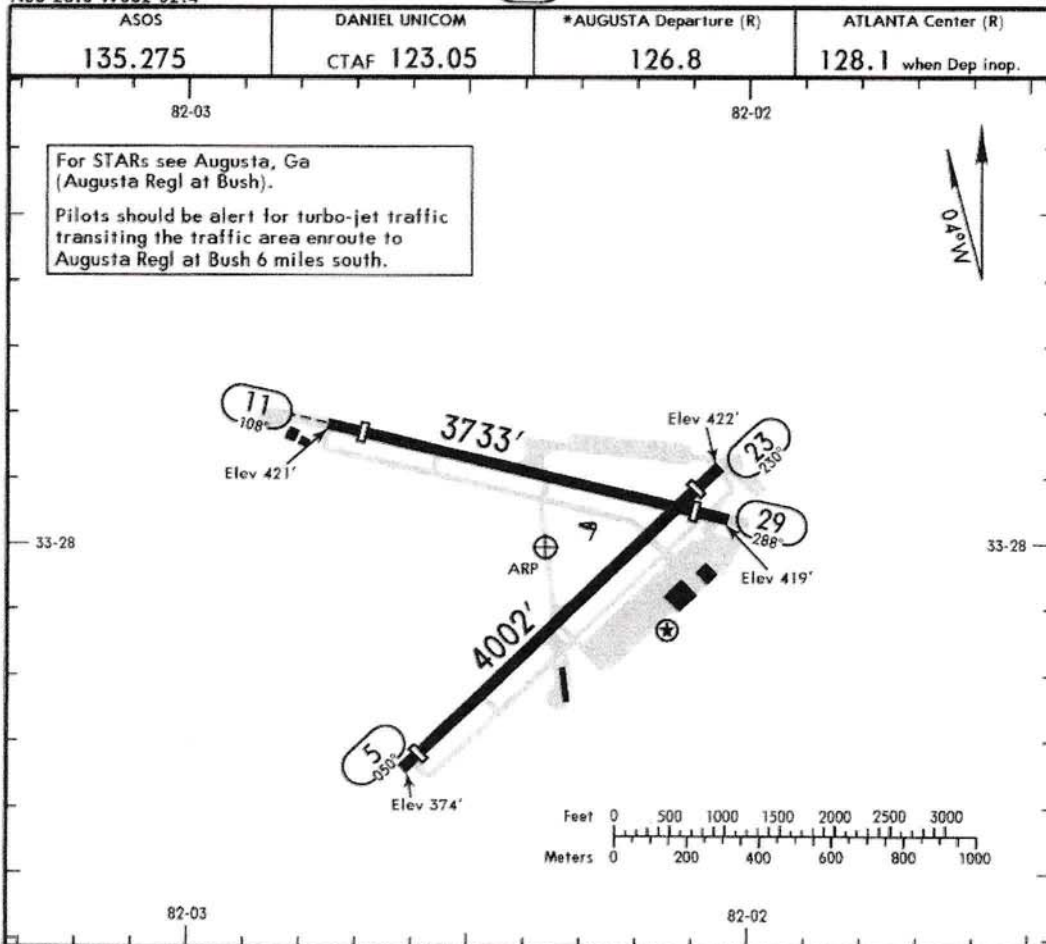 ASOS
135.275
DANIEL UNICOM
CTAF 123.05
*AUGUSTA Departure (R)
126.8
ATLANTA Center (R)
128.1 when Dep inop.
82-03
82-02
For STARs see Augusta, Ga
(Augusta Regl at Bush).
Pilots should be alert for turbo-jet traffic
transiting the traffic area enroute to
Augusta Regl at Bush 6 miles south.
04°W
11
108°
3733'
Elev 422'
23
230°
Elev 421'
29
288°
33-28
33-28
ARP
Elev 419'
4002'
5
050°
Elev 374'
Feet 0 500 1000 1500 2000 2500 3000
Meters 0 200 400 600 800 1000
82-03
82-02